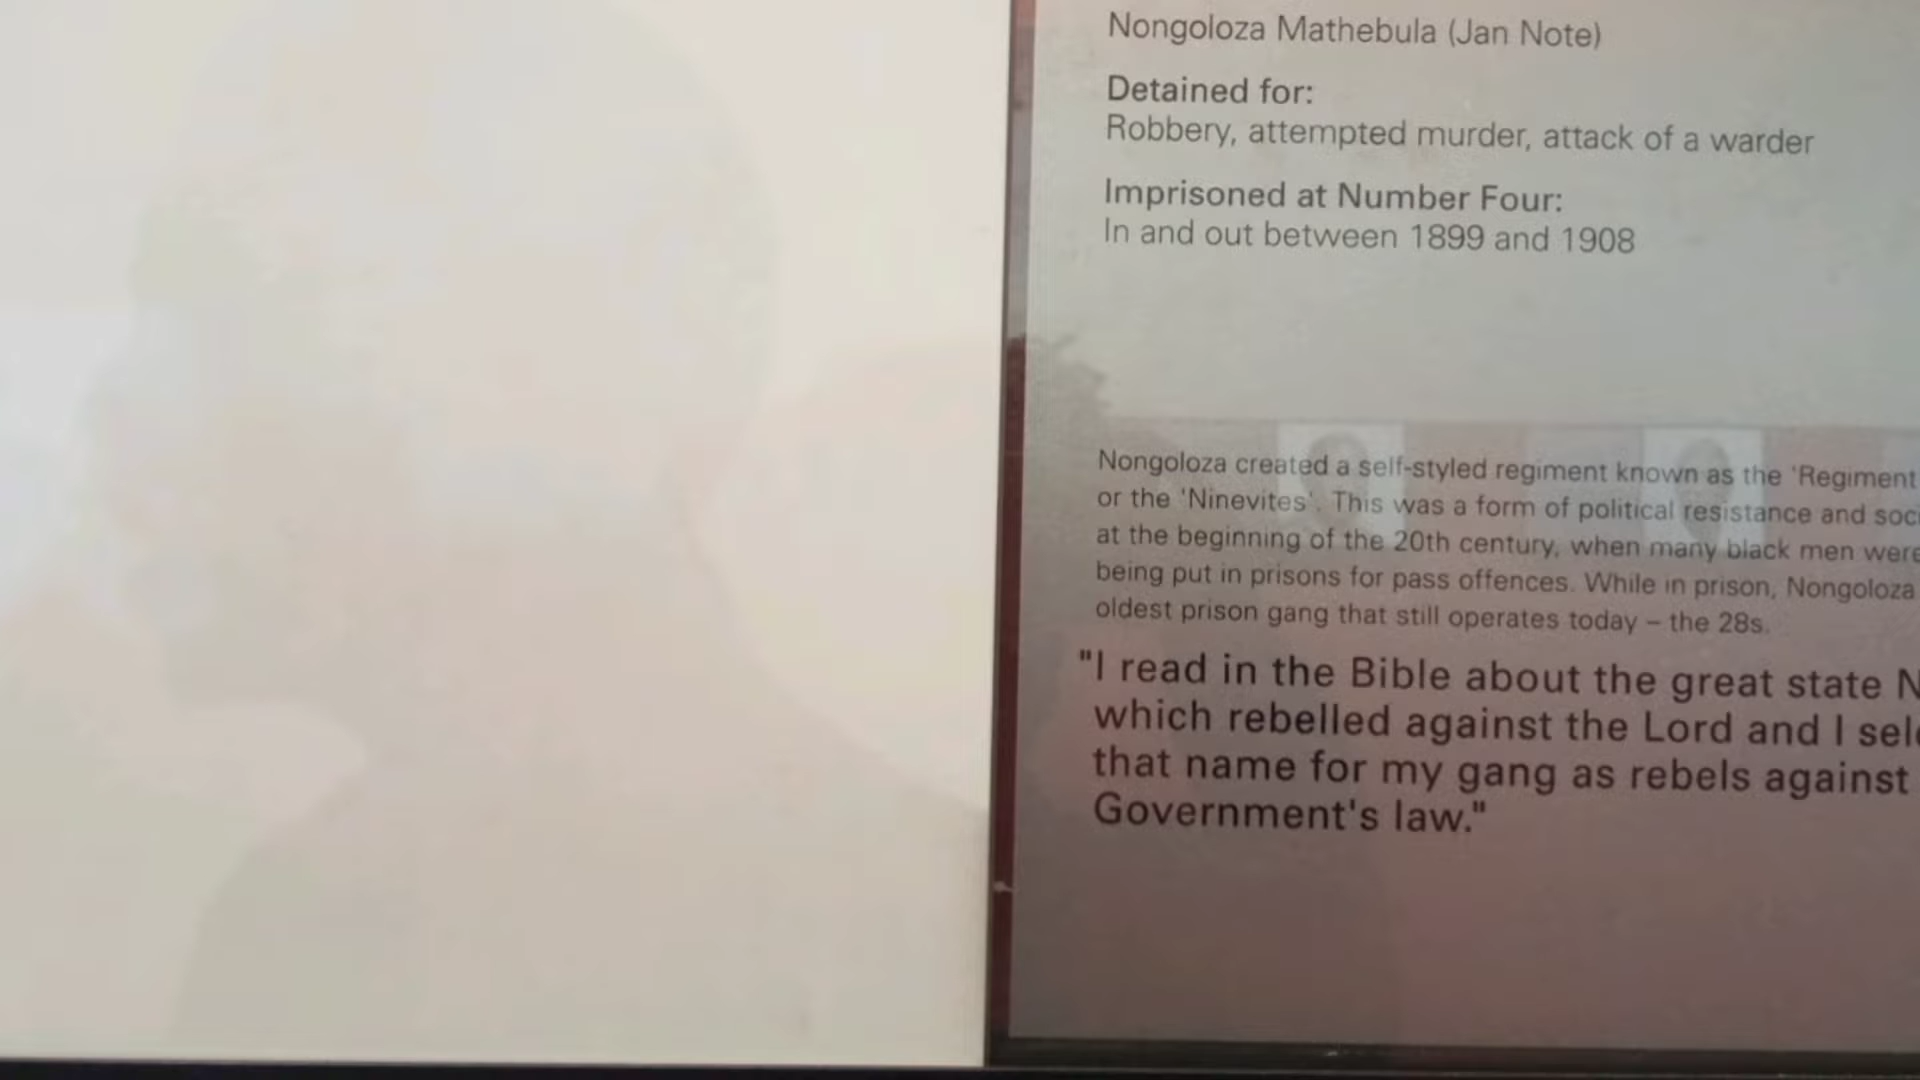 Nongoloza Mathebula (Jan Note)
Detained for:
Robbery, attempted murder, attack of a warder
Imprisoned at Number Four:
In and out between 1899 and 1908
Nongoloza created a self-styled regiment known as the 'Regiment
or the 'Ninevites'. This was a form of political resistance and
at the beginning of the 20th century, when many black men were
being put in prisons for pass offences. While in prison, Nongoloza
oldest prison gang that still operates today – the 28s.
"I read in the Bible about the great state
which rebelled against the Lord and I
that name for my gang as rebels against
Government's law."